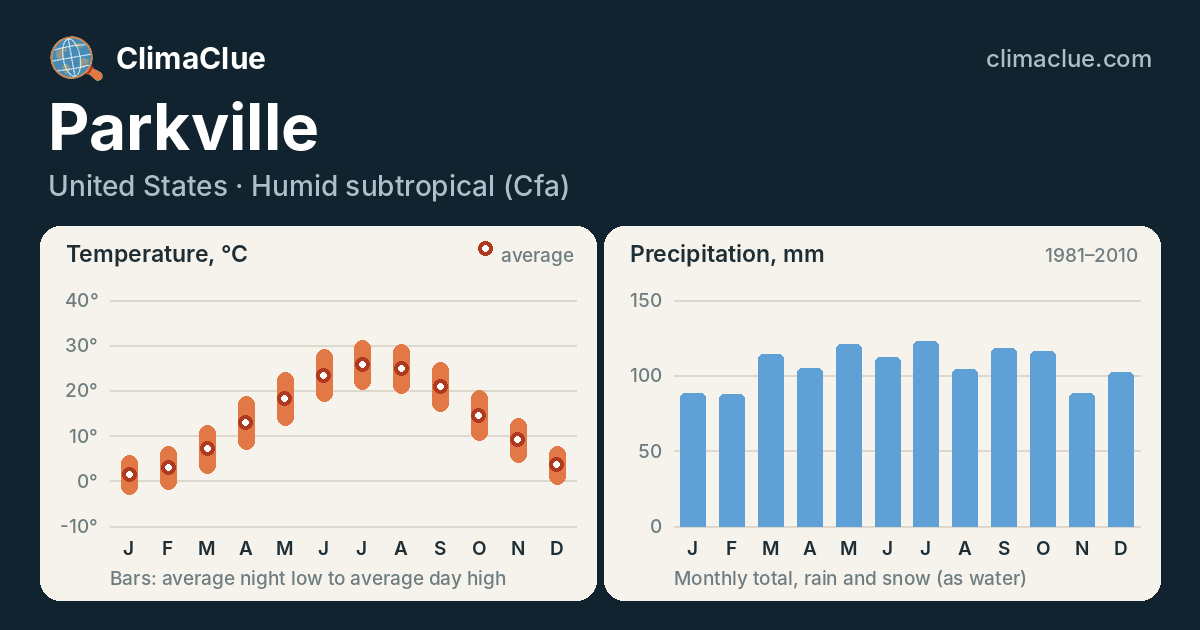 ClimaClue
climaclue.com
Parkville
United States · Humid subtropical (Cfa)
Temperature, °C
average
40°
30°
20°
10°
0°
-10°
J F M A M J J A S O N D
Bars: average night low to average day high
Precipitation, mm
1981–2010
150
100
50
0
J F M A M J J A S O N D
Monthly total, rain and snow (as water)